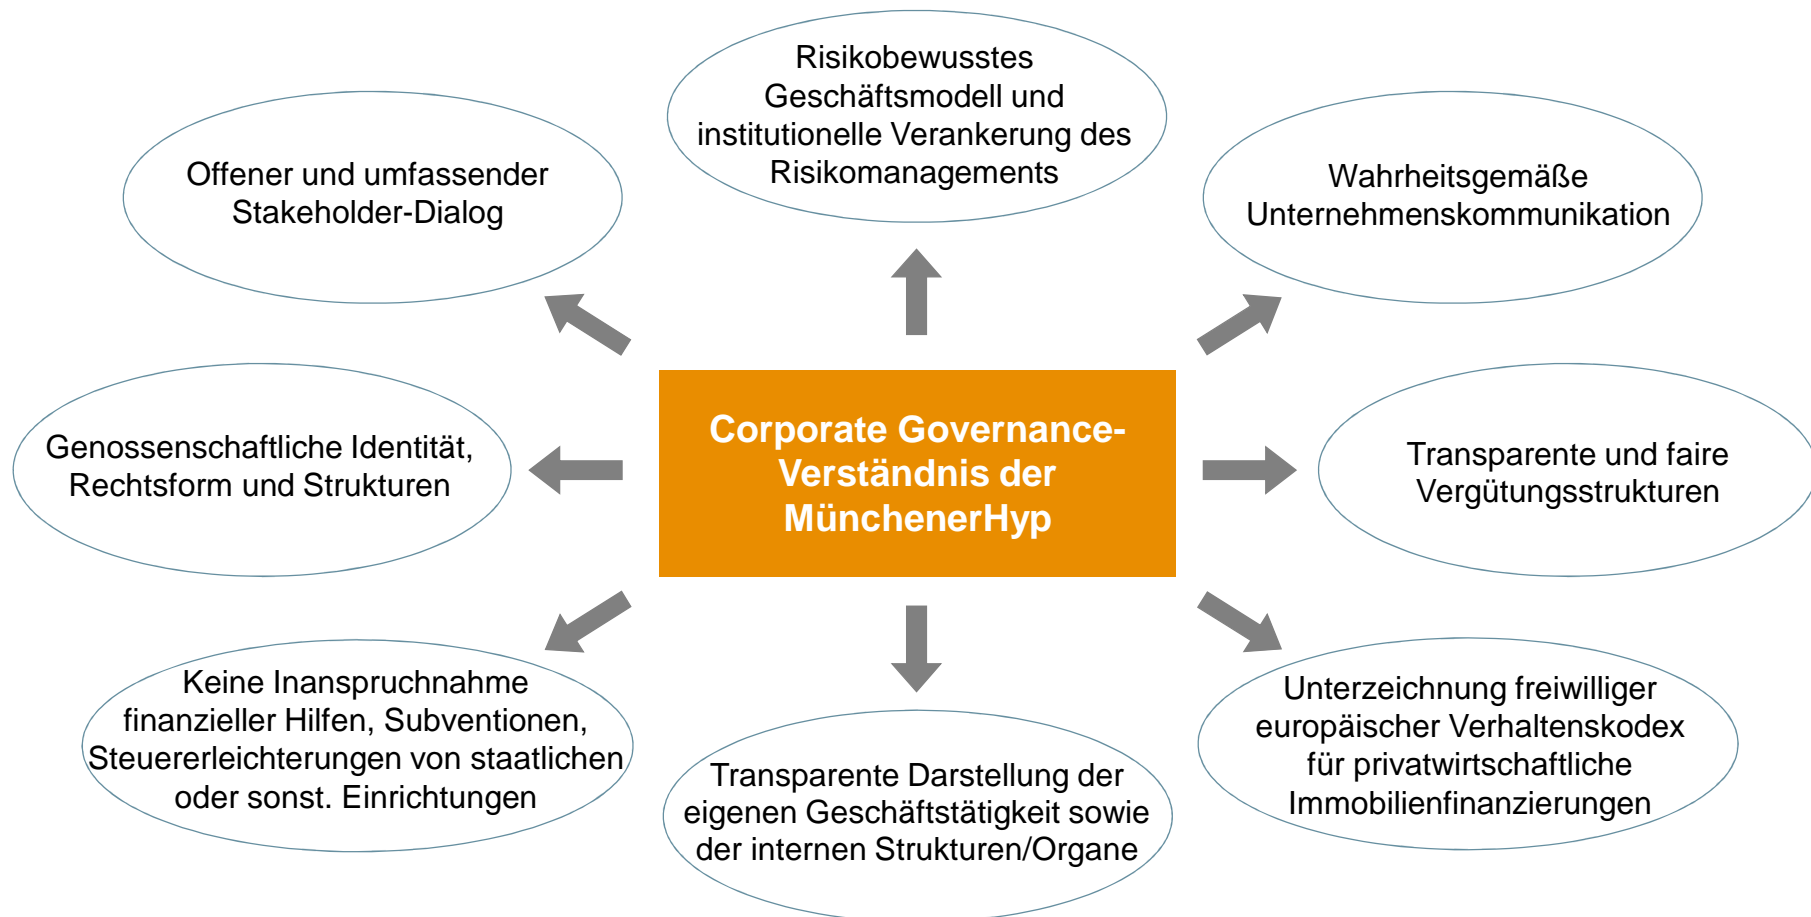 Risikobewusstes
Geschäftsmodell und
institutionelle Verankerung des
Risikomanagements
Offener und umfassender
Stakeholder-Dialog
Wahrheitsgemäße
Unternehmenskommunikation
Genossenschaftliche Identität,
Rechtsform und Strukturen
Corporate Governance-
Verständnis der
MünchenerHyp
Transparente und faire
Vergütungsstrukturen
Keine Inanspruchnahme
finanzieller Hilfen, Subventionen,
Steuererleichterungen von staatlichen
oder sonst. Einrichtungen
Transparente Darstellung der
eigenen Geschäftstätigkeit sowie
der internen Strukturen/Organe
Unterzeichnung freiwilliger
europäischer Verhaltenskodex
für privatwirtschaftliche
Immobilienfinanzierungen